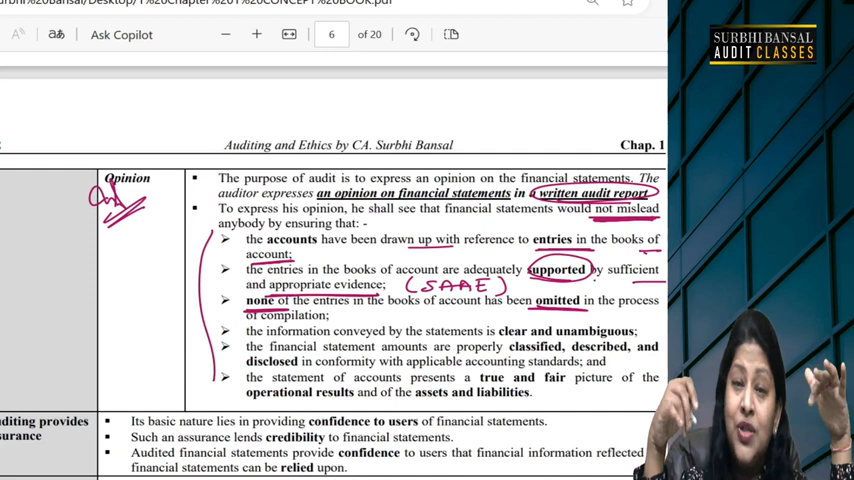 urbhi Bansal/Desktop/1 Chapter 1 CONCEPT BOOK.pdf
Ask Copilot
6 of 20
SURBHI BANSAL
AUDIT CLASSES
Auditing and Ethics by CA. Surbhi Bansal Chap. 1
Opinion
▪ The purpose of audit is to express an opinion on the financial statements. The
auditor expresses an opinion on financial statements in a written audit report
▪ To express his opinion, he shall see that financial statements would not mislead
anybody by ensuring that: -
➢ the accounts have been drawn up with reference to entries in the books of
account;
➢ the entries in the books of account are adequately supported by sufficient
and appropriate evidence; (SAAE)
➢ none of the entries in the books of account has been omitted in the process
of compilation;
➢ the information conveyed by the statements is clear and unambiguous;
➢ the financial statement amounts are properly classified, described, and
disclosed in conformity with applicable accounting standards; and
➢ the statement of accounts presents a true and fair picture of the
operational results and of the assets and liabilities.
diting provides
surance
▪ Its basic nature lies in providing confidence to users of financial statements.
▪ Such an assurance lends credibility to financial statements.
▪ Audited financial statements provide confidence to users that financial information reflected
financial statements can be relied upon.